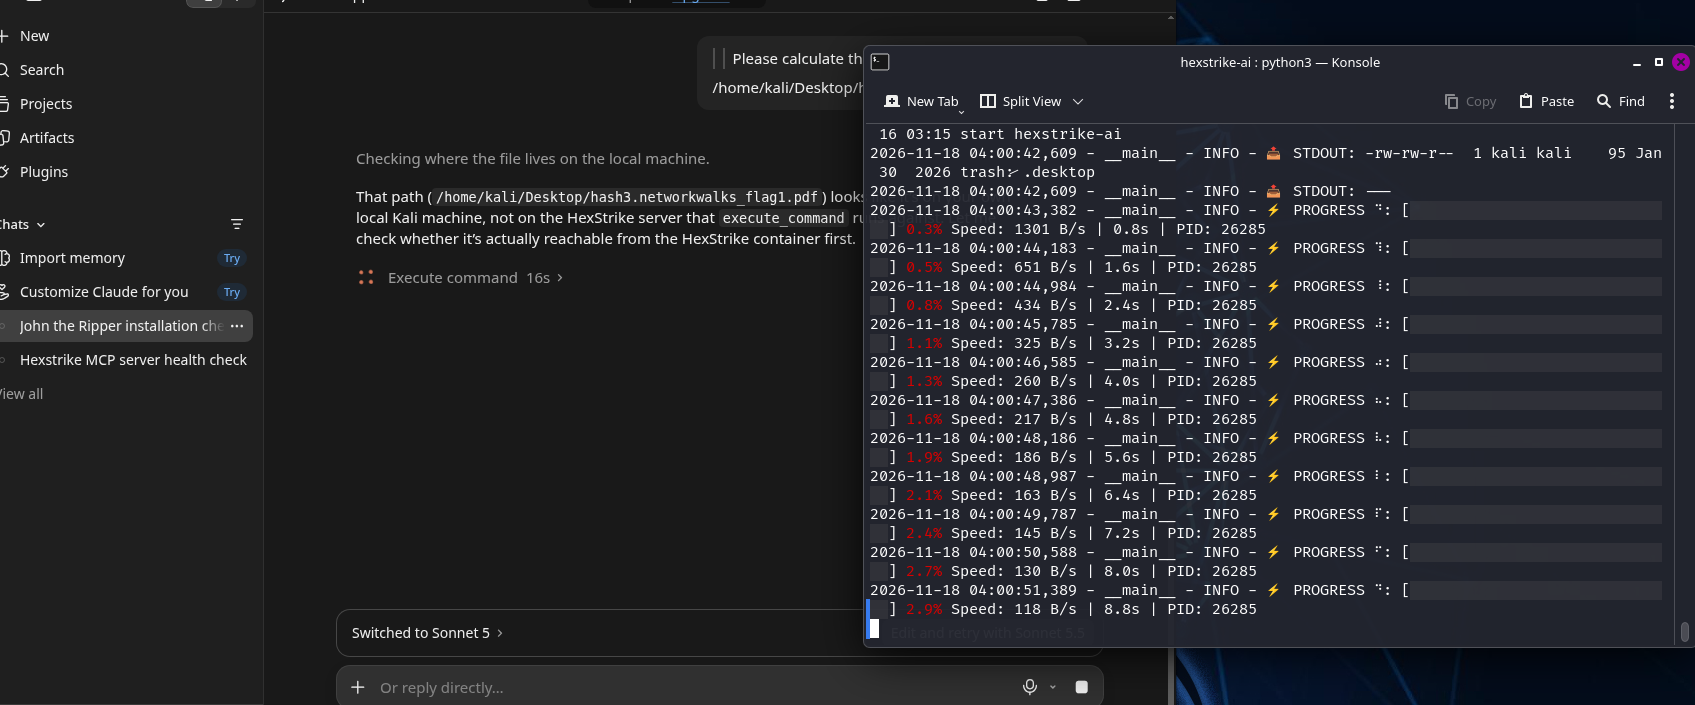 New
Search
Projects
Artifacts
Plugins
Chats
Import memory Try
Customize Claude for you Try
John the Ripper installation che ...
Hexstrike MCP server health check
View all
Please calculate th
/home/kali/Desktop/h
Checking where the file lives on the local machine.
That path ( /home/kali/Desktop/hash3.networkwalks_flag1.pdf ) looks
local Kali machine, not on the HexStrike server that execute_command ru
check whether it's actually reachable from the HexStrike container first.
Execute command 16s >
Switched to Sonnet 5 >
Edit and retry with Sonnet 5.5
Or reply directly...
hexstrike-ai : python3 — Konsole
New Tab Split View Copy Paste Find
16 03:15 start hexstrike-ai
2026-11-18 04:00:42,609 - __main__ - INFO - 📤 STDOUT: -rw-rw-r-- 1 kali kali 95 Jan
30 2026 trash:⁄ .desktop
2026-11-18 04:00:42,609 - __main__ - INFO - 📤 STDOUT: ---
2026-11-18 04:00:43,382 - __main__ - INFO - ⚡ PROGRESS ⠙: [
] 0.3% Speed: 1301 B/s | 0.8s | PID: 26285
2026-11-18 04:00:44,183 - __main__ - INFO - ⚡ PROGRESS ⠹: [
] 0.5% Speed: 651 B/s | 1.6s | PID: 26285
2026-11-18 04:00:44,984 - __main__ - INFO - ⚡ PROGRESS ⠸: [
] 0.8% Speed: 434 B/s | 2.4s | PID: 26285
2026-11-18 04:00:45,785 - __main__ - INFO - ⚡ PROGRESS ⠼: [
] 1.1% Speed: 325 B/s | 3.2s | PID: 26285
2026-11-18 04:00:46,585 - __main__ - INFO - ⚡ PROGRESS ⠴: [
] 1.3% Speed: 260 B/s | 4.0s | PID: 26285
2026-11-18 04:00:47,386 - __main__ - INFO - ⚡ PROGRESS ⠦: [
] 1.6% Speed: 217 B/s | 4.8s | PID: 26285
2026-11-18 04:00:48,186 - __main__ - INFO - ⚡ PROGRESS ⠧: [
] 1.9% Speed: 186 B/s | 5.6s | PID: 26285
2026-11-18 04:00:48,987 - __main__ - INFO - ⚡ PROGRESS ⠇: [
] 2.1% Speed: 163 B/s | 6.4s | PID: 26285
2026-11-18 04:00:49,787 - __main__ - INFO - ⚡ PROGRESS ⠏: [
] 2.4% Speed: 145 B/s | 7.2s | PID: 26285
2026-11-18 04:00:50,588 - __main__ - INFO - ⚡ PROGRESS ⠋: [
] 2.7% Speed: 130 B/s | 8.0s | PID: 26285
2026-11-18 04:00:51,389 - __main__ - INFO - ⚡ PROGRESS ⠙: [
] 2.9% Speed: 118 B/s | 8.8s | PID: 26285